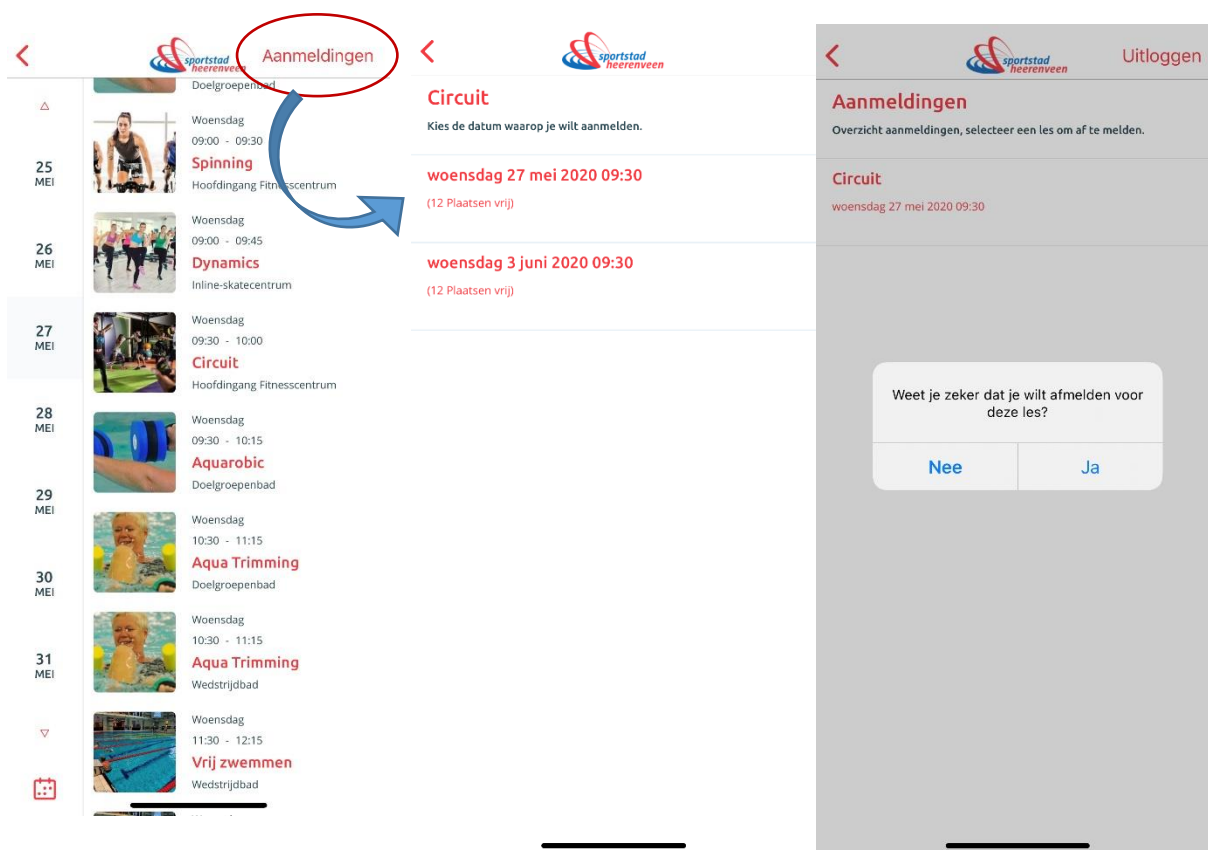 sportstad
heerenveen
Aanmeldingen
25
MEI
26
MEI
27
MEI
28
MEI
29
MEI
30
MEI
31
MEI
Doelgroepenbad
Woensdag
09:00 - 09:30
Spinning
Hoofdingang Fitnesscentrum
Woensdag
09:00 - 09:45
Dynamics
Inline-skatecentrum
Woensdag
09:30 - 10:00
Circuit
Hoofdingang Fitnesscentrum
Woensdag
09:30 - 10:15
Aquarobic
Doelgroepenbad
Woensdag
10:30 - 11:15
Aqua Trimming
Doelgroepenbad
Woensdag
10:30 - 11:15
Aqua Trimming
Wedstrijdbad
Woensdag
11:30 - 12:15
Vrij zwemmen
Wedstrijdbad
sportstad
heerenveen
Circuit
Kies de datum waarop je wilt aanmelden.
woensdag 27 mei 2020 09:30
(12 Plaatsen vrij)
woensdag 3 juni 2020 09:30
(12 Plaatsen vrij)
sportstad
heerenveen
Uitloggen
Aanmeldingen
Overzicht aanmeldingen, selecteer een les om af te melden.
Circuit
woensdag 27 mei 2020 09:30
Weet je zeker dat je wilt afmelden voor
deze les?
Nee Ja